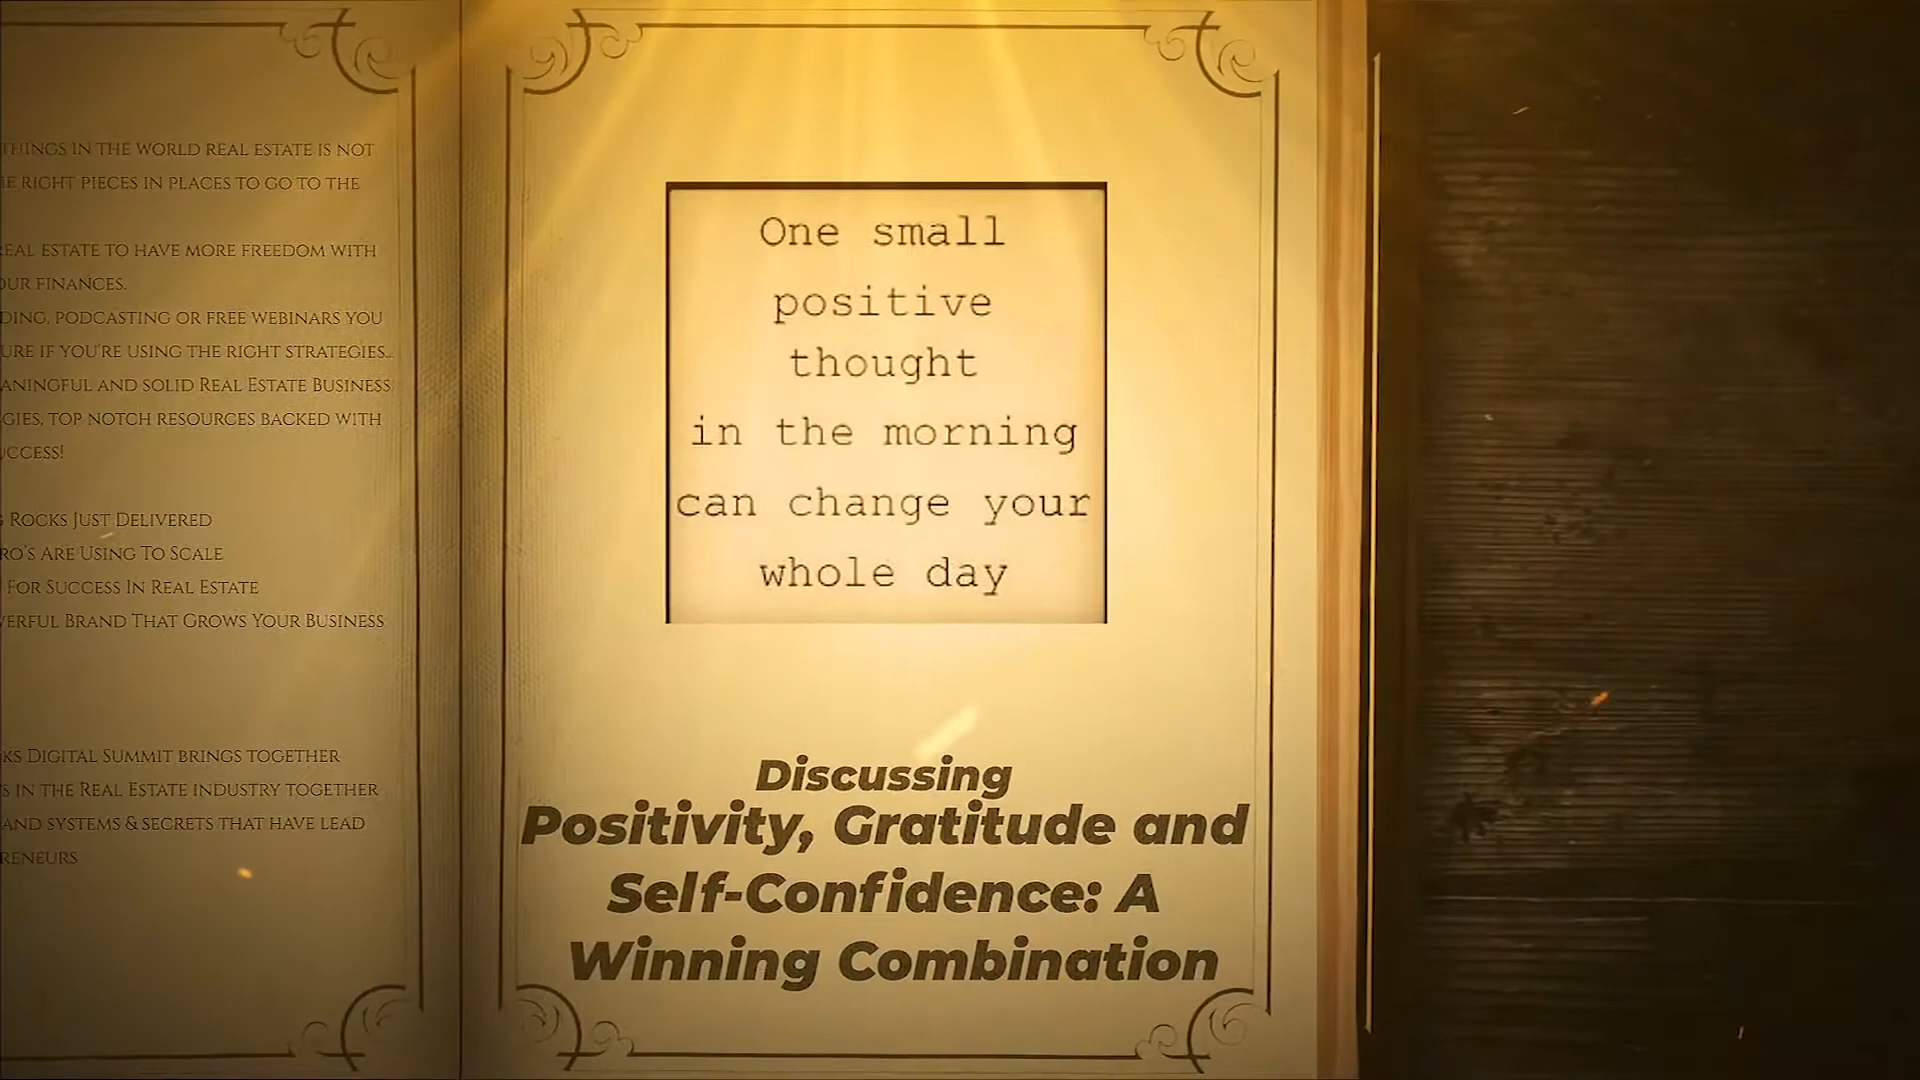 THINGS IN THE WORLD REAL ESTATE IS NOT
RIGHT PIECES IN PLACES TO GO TO THE
REAL ESTATE TO HAVE MORE FREEDOM WITH
OUR FINANCES.
DING, PODCASTING OR FREE WEBINARS YOU
URE IF YOU'RE USING THE RIGHT STRATEGIES...
ANINGFUL AND SOLID REAL ESTATE BUSINESS
GIES, TOP NOTCH RESOURCES BACKED WITH
UCCESS!
ROCKS JUST DELIVERED
RO'S ARE USING TO SCALE
FOR SUCCESS IN REAL ESTATE
VERFUL BRAND THAT GROWS YOUR BUSINESS
KS DIGITAL SUMMIT BRINGS TOGETHER
S IN THE REAL ESTATE INDUSTRY TOGETHER
AND SYSTEMS & SECRETS THAT HAVE LEAD
RENEURS
One small
positive
thought
in the morning
can change your
whole day
Discussing
Positivity, Gratitude and
Self-Confidence: A
Winning Combination